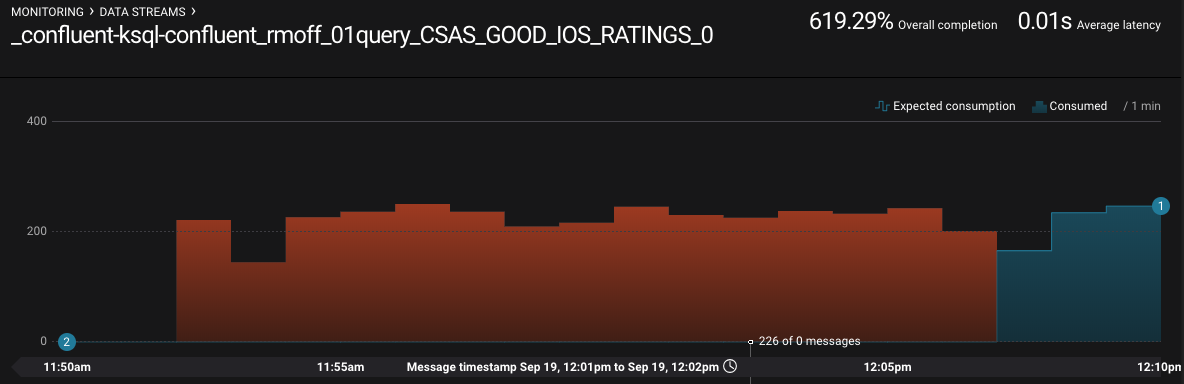 MONITORING › DATA STREAMS ›
_confluent-ksql-confluent_rmoff_01query_CSAS_GOOD_IOS_RATINGS_0
619.29% Overall completion 0.01s Average latency
Expected consumption Consumed / 1 min
400
200
0
2
1
226 of 0 messages
11:50am 11:55am Message timestamp Sep 19, 12:01pm to Sep 19, 12:02pm 12:05pm 12:10pm